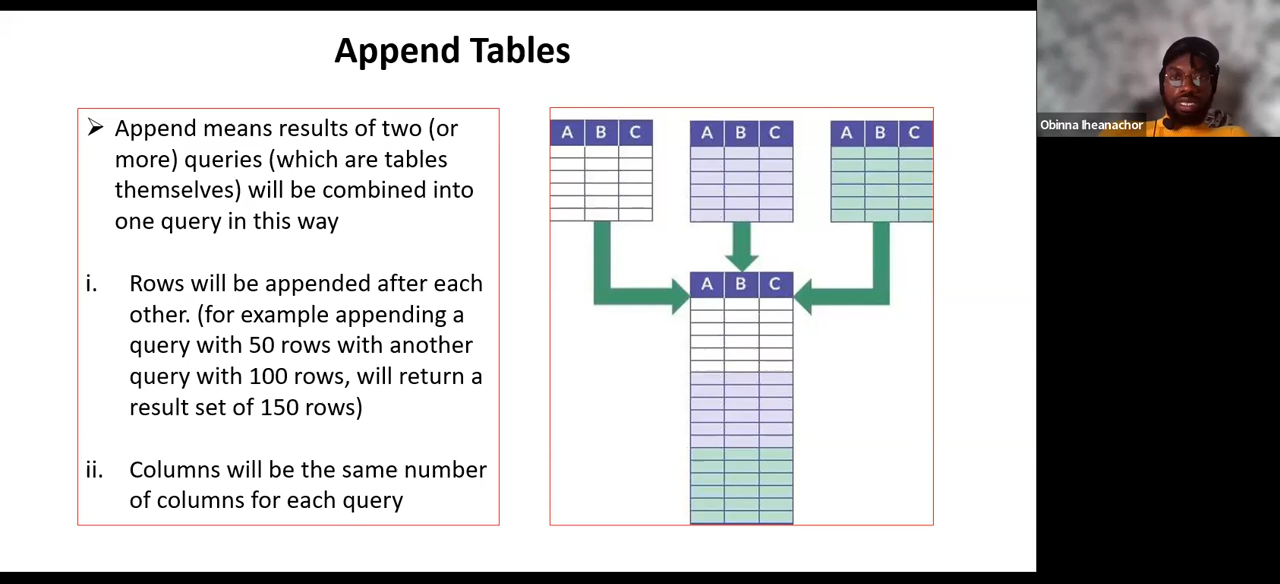 Append Tables
➢ Append means results of two (or
more) queries (which are tables
themselves) will be combined into
one query in this way
i. Rows will be appended after each
other. (for example appending a
query with 50 rows with another
query with 100 rows, will return a
result set of 150 rows)
ii. Columns will be the same number
of columns for each query
A B C
A B C
A B C
A B C
Obinna Iheanachor